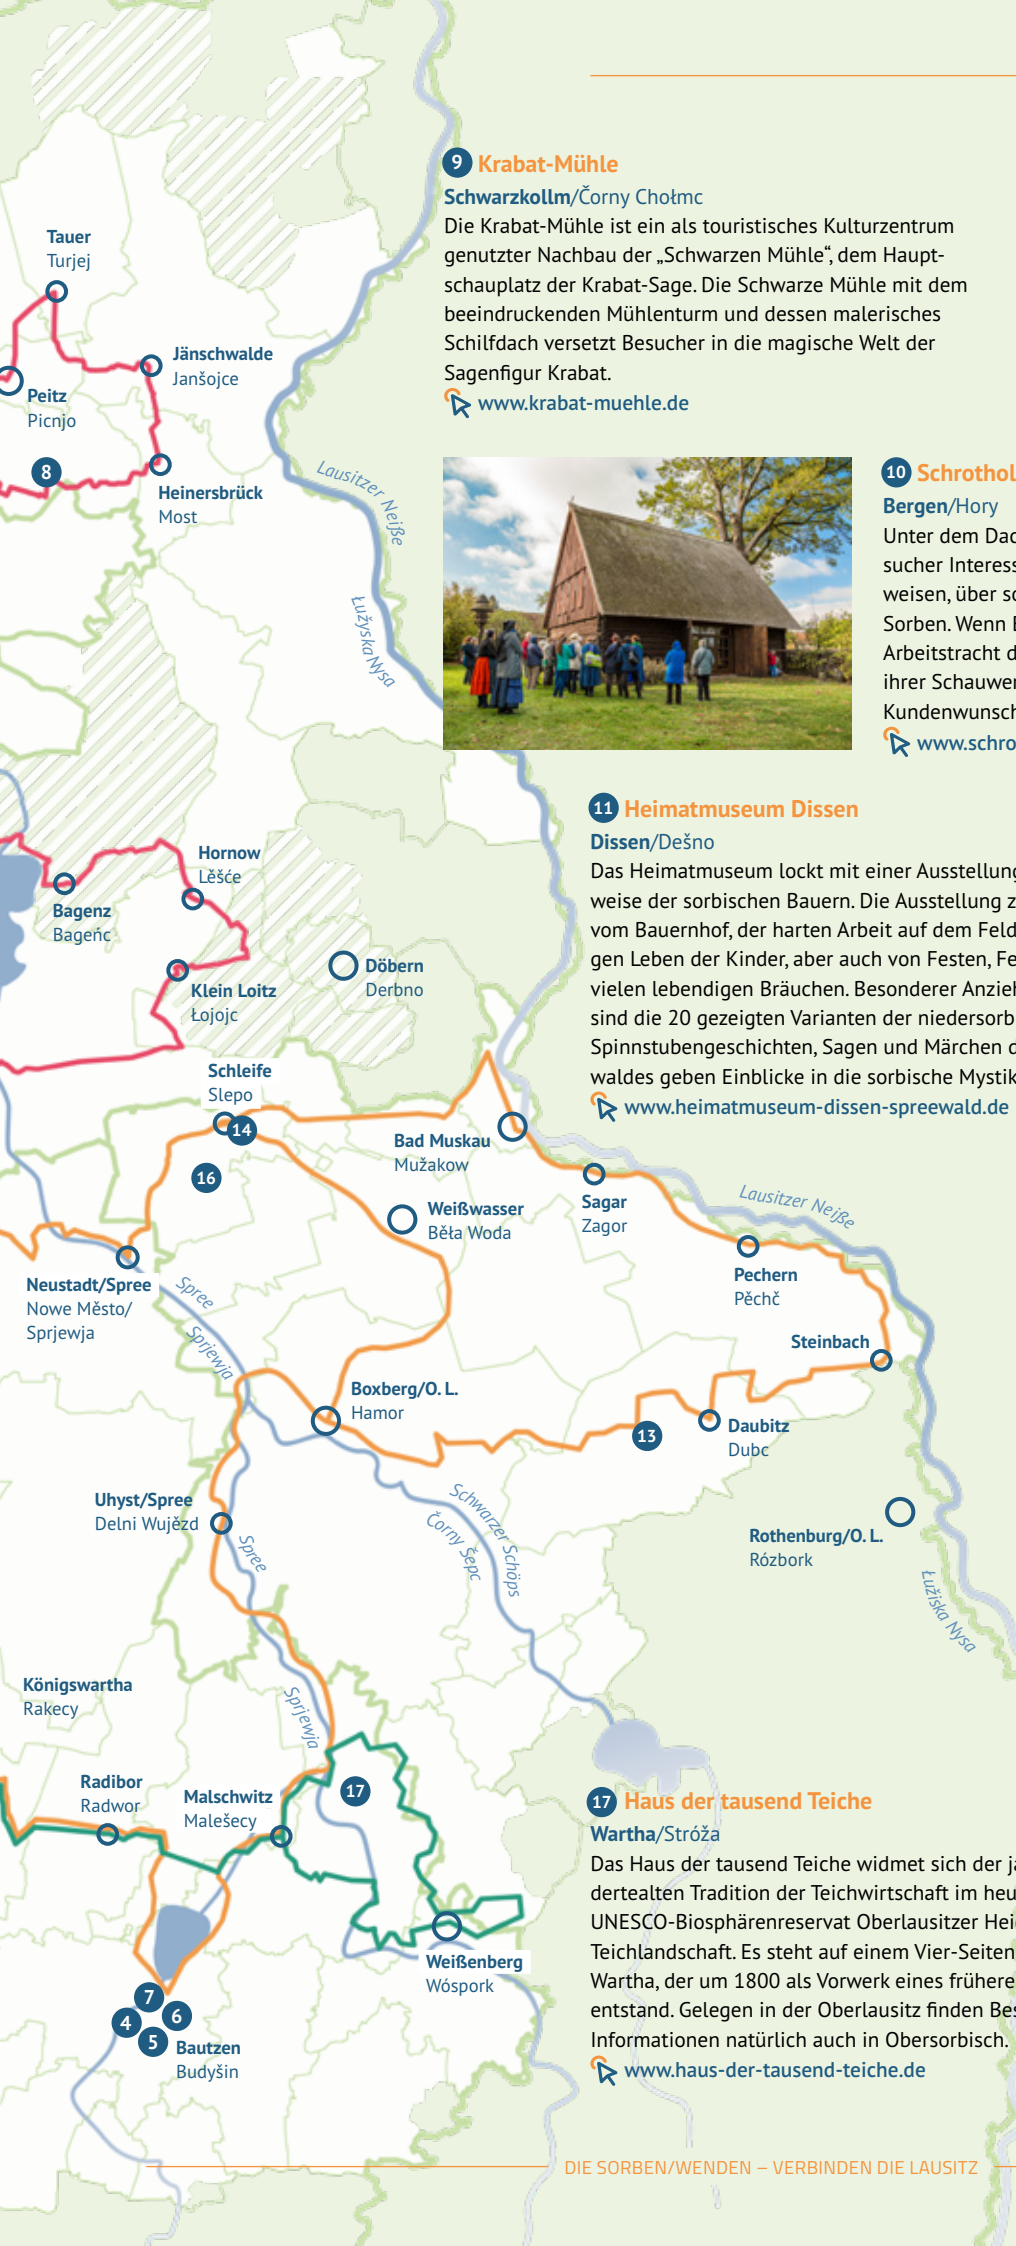 9 Krabat-Mühle
Schwarzkollm/Čorny Chołmc
Die Krabat-Mühle ist ein als touristisches Kulturzentrum
genutzter Nachbau der „Schwarzen Mühle“, dem Haupt-
schauplatz der Krabat-Sage. Die Schwarze Mühle mit dem
beeindruckenden Mühlenturm und dessen malerisches
Schilfdach versetzt Besucher in die magische Welt der
Sagenfigur Krabat.
www.krabat-muehle.de
Tauer
Turjej
Jänschwalde
Janšojce
Peitz
Picnjo
8
Heinersbrück
Most
Lausitzer Neiße
Łužyska Nysa
10 Schrothol
Bergen/Hory
Unter dem Dac
sucher Interess
weisen, über so
Sorben. Wenn B
Arbeitstracht d
ihrer Schauwer
Kundenwunsch
www.schro
11 Heimatmuseum Dissen
Dissen/Dešno
Das Heimatmuseum lockt mit einer Ausstellung
weise der sorbischen Bauern. Die Ausstellung z
vom Bauernhof, der harten Arbeit auf dem Feld
gen Leben der Kinder, aber auch von Festen, Fe
vielen lebendigen Bräuchen. Besonderer Anzieh
sind die 20 gezeigten Varianten der niedersorb
Spinnstubengeschichten, Sagen und Märchen d
waldes geben Einblicke in die sorbische Mystik
www.heimatmuseum-dissen-spreewald.de
Hornow
Lěšće
Bagenz
Bageńc
Döbern
Derbno
Klein Loitz
Łojojc
Schleife
Slepo
14
16
Bad Muskau
Mužakow
Weißwasser
Běła Woda
Sagar
Zagor
Lausitzer Neiße
Pechern
Pěchč
Neustadt/Spree
Nowe Město/
Sprjewja
Spree
Sprjewja
Steinbach
Boxberg/O. L.
Hamor
13
Daubitz
Dubc
Uhyst/Spree
Delni Wujězd
Spree
Schwarzer Schöps
Čorny Šepc
Rothenburg/O. L.
Rózbork
Łužiska Nysa
Königswartha
Rakecy
Sprjewja
Radibor
Radwor
Malschwitz
Malešecy
17
17 Haus der tausend Teiche
Wartha/Stróža
Das Haus der tausend Teiche widmet sich der ja
dertealten Tradition der Teichwirtschaft im heu
UNESCO-Biosphärenreservat Oberlausitzer Hei
Teichlandschaft. Es steht auf einem Vier-Seiten
Wartha, der um 1800 als Vorwerk eines frühere
entstand. Gelegen in der Oberlausitz finden Bes
Informationen natürlich auch in Obersorbisch.
www.haus-der-tausend-teiche.de
Weißenberg
Wóspork
7
4
6
5
Bautzen
Budyšin
DIE SORBEN/WENDEN – VERBINDEN DIE LAUSITZ